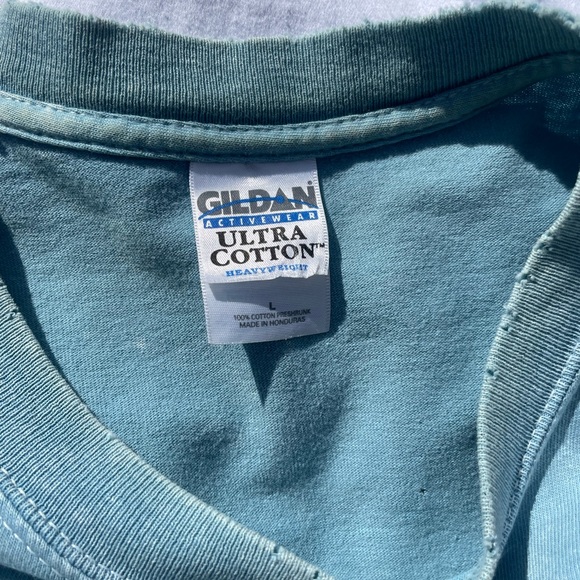 GILDAN®
ACTIVEWEAR
ULTRA
COTTON™
HEAVYWEIGHT
L
100% COTTON PRESHRUNK
MADE IN HONDURAS